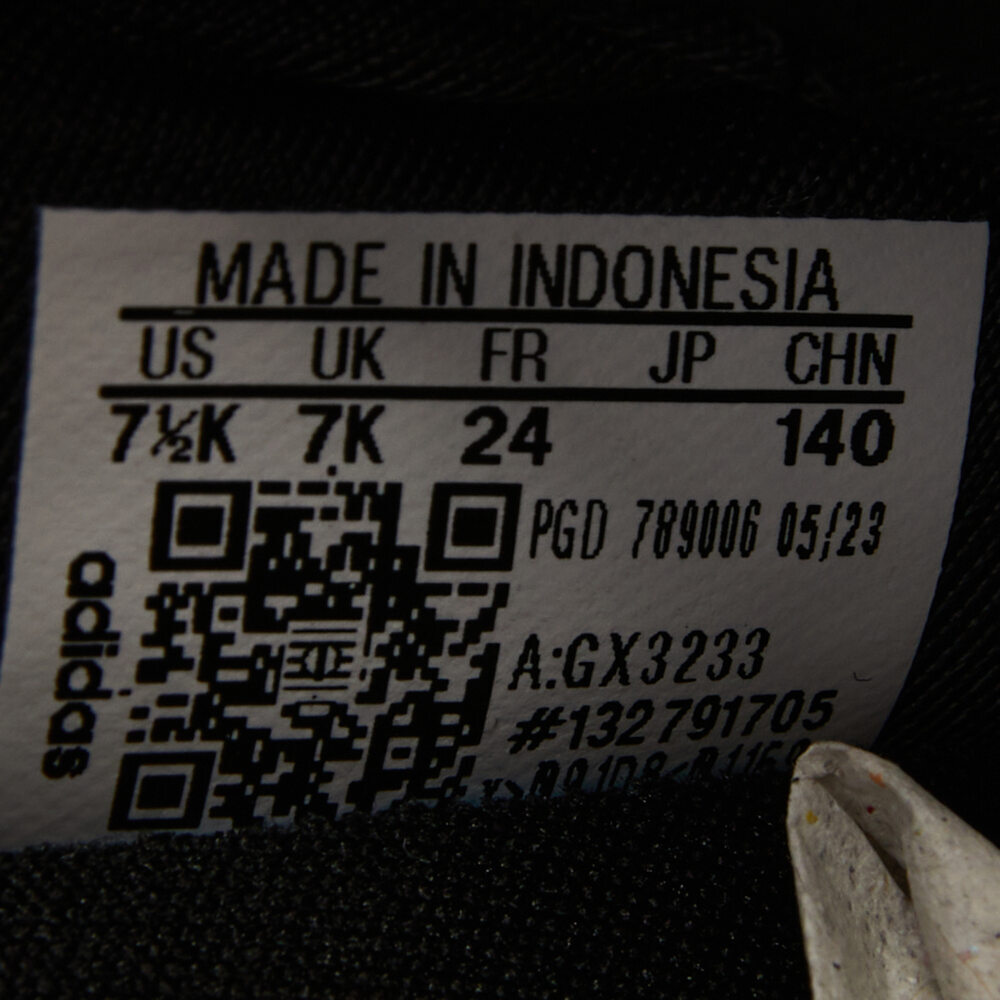 MADE IN INDONESIA
US UK FR JP CHN
7½K 7K 24 140
PGD 789006 05/23
adidas
A:GX3233
#132791705